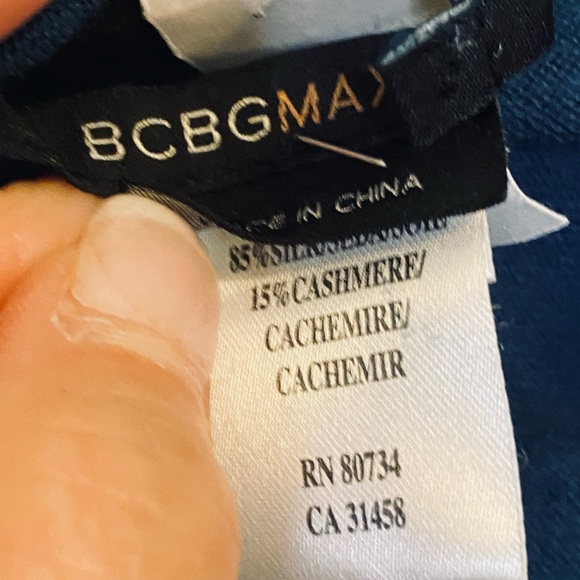 BCBGMAX
IN CHINA
85%
15% CASHMERE/
CACHEMIRE/
CACHEMIR
RN 80734
CA 31458